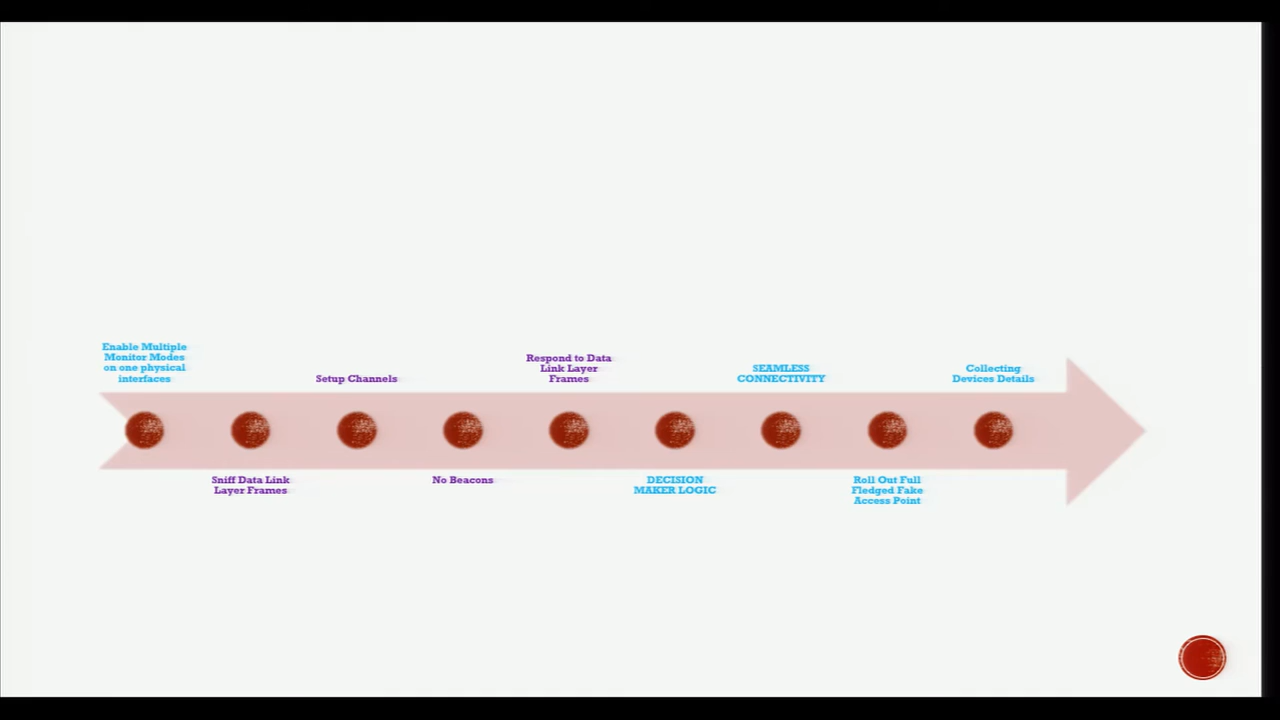 Enable Multiple
Monitor Modes
on one physical
interfaces
Sniff Data Link
Layer Frames
Setup Channels
No Beacons
Respond to Data
Link Layer
Frames
DECISION
MAKER LOGIC
SEAMLESS
CONNECTIVITY
Roll Out Full
Fledged Fake
Access Point
Collecting
Devices Details